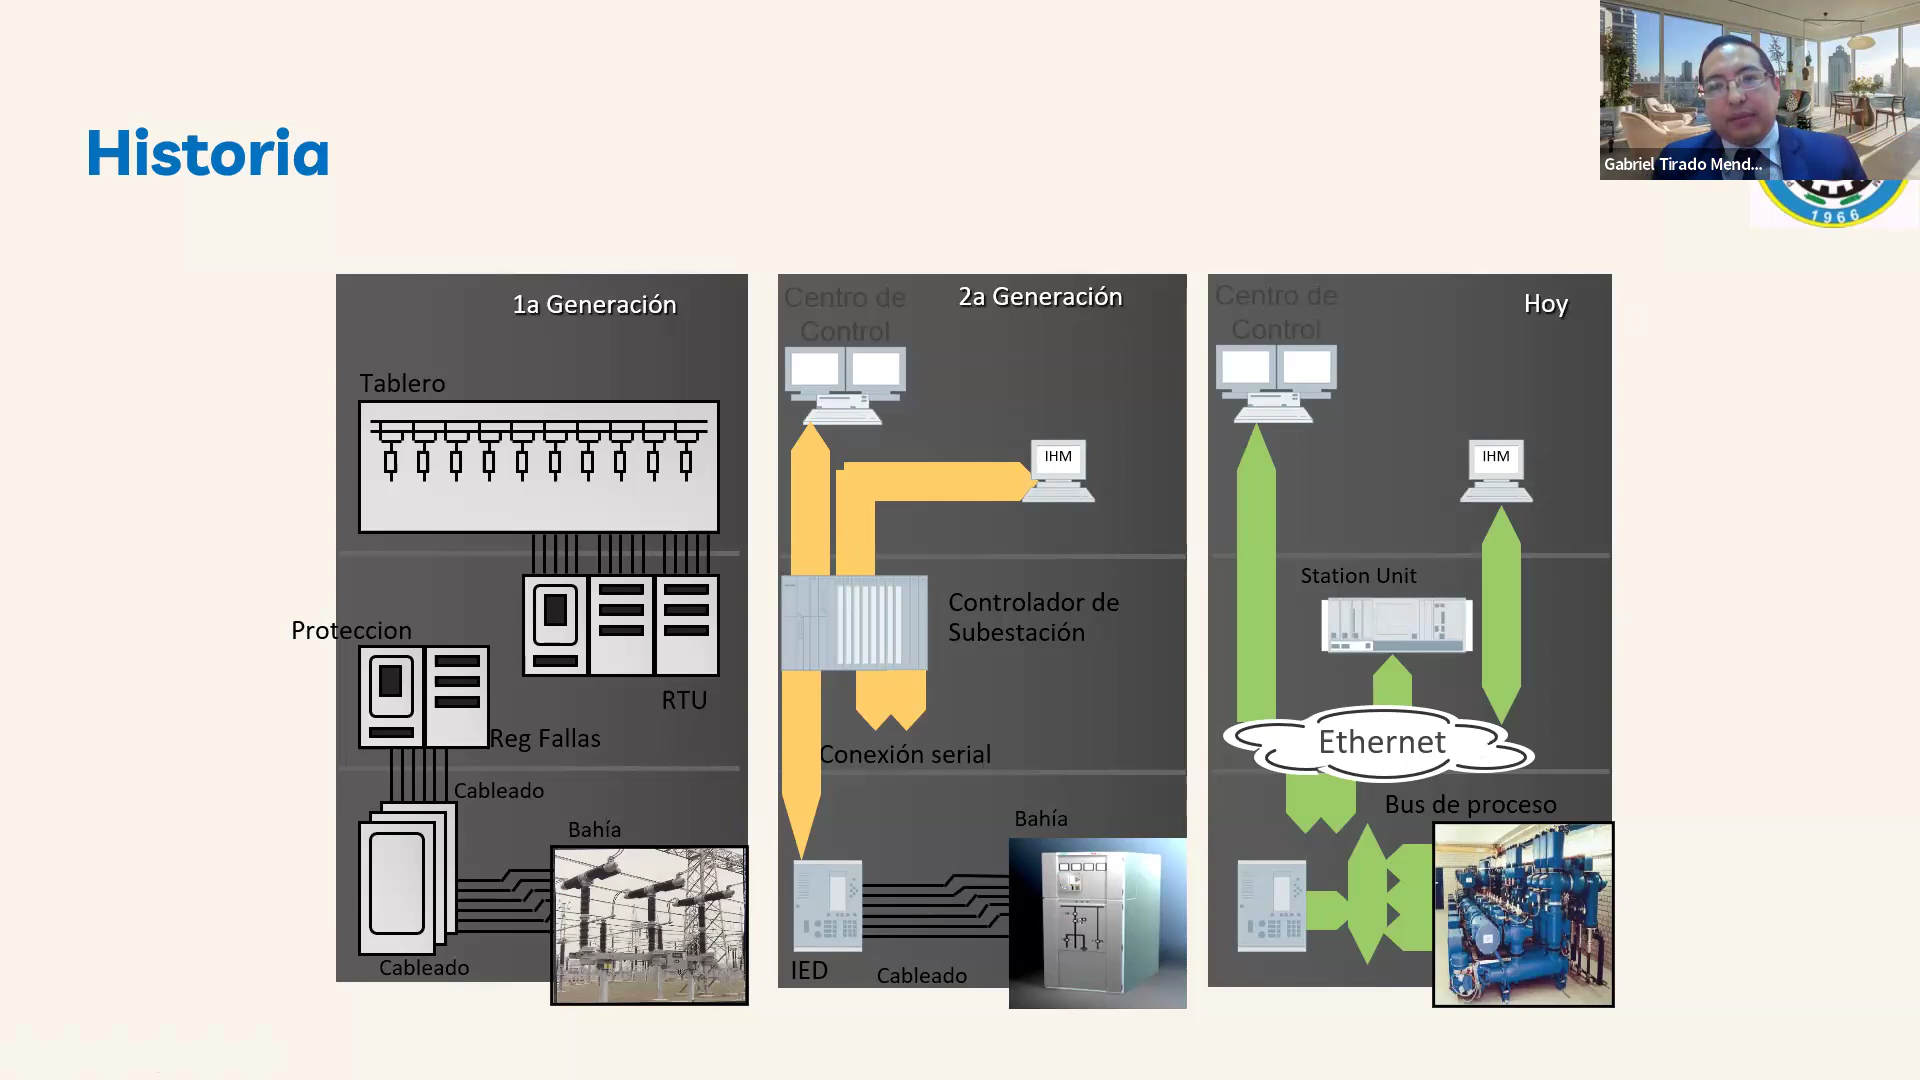 Historia
Gabriel Tirado Mend...
1966
1a Generación
Tablero
Proteccion
RTU
Reg Fallas
Cableado
Bahía
Cableado
Centro de
Control
2a Generación
IHM
Controlador de
Subestación
Conexión serial
Bahía
IED
Cableado
Centro de
Control
Hoy
IHM
Station Unit
Ethernet
Bus de proceso